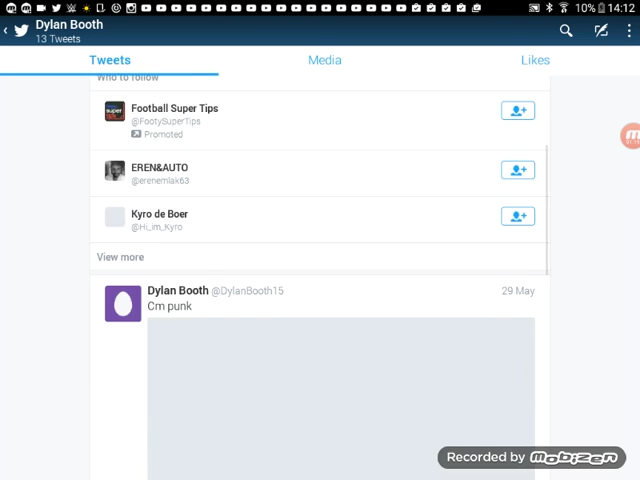 10% 14:12
Dylan Booth
13 Tweets
Tweets Media Likes
Who to follow
Football Super Tips
@FootySuperTips
Promoted
EREN&AUTO
@erenemlak63
Kyro de Boer
@Hi_im_Kyro
View more
Dylan Booth @DylanBooth15 29 May
Cm punk
Recorded by mobizen